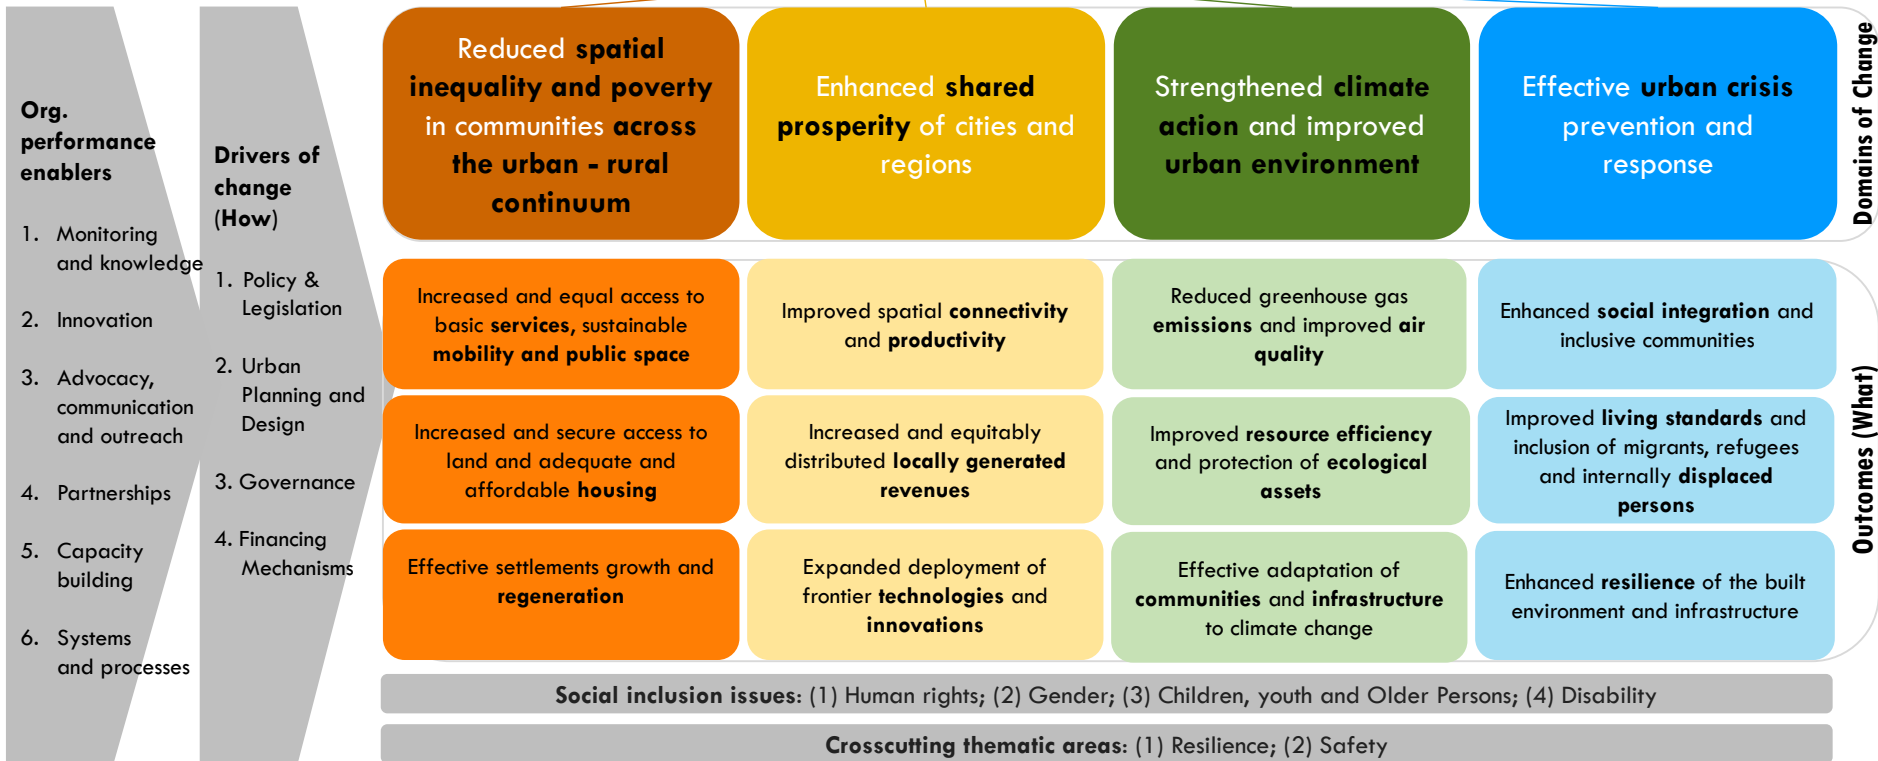 Org.
performance
enablers
1. Monitoring
and knowledge
2. Innovation
3. Advocacy,
communication
and outreach
4. Partnerships
5. Capacity
building
6. Systems
and processes
Drivers of
change
(How)
1. Policy &
Legislation
2. Urban
Planning and
Design
3. Governance
4. Financing
Mechanisms
Reduced spatial
inequality and poverty
in communities across
the urban - rural
continuum
Enhanced shared
prosperity of cities and
regions
Strengthened climate
action and improved
urban environment
Effective urban crisis
prevention and
response
Domains of Change
Increased and equal access to
basic services, sustainable
mobility and public space
Improved spatial connectivity
and productivity
Reduced greenhouse gas
emissions and improved air
quality
Enhanced social integration and
inclusive communities
Increased and secure access to
land and adequate and
affordable housing
Increased and equitably
distributed locally generated
revenues
Improved resource efficiency
and protection of ecological
assets
Improved living standards and
inclusion of migrants, refugees
and internally displaced
persons
Effective settlements growth and
regeneration
Expanded deployment of
frontier technologies and
innovations
Effective adaptation of
communities and infrastructure
to climate change
Enhanced resilience of the built
environment and infrastructure
Outcomes (What)
Social inclusion issues: (1) Human rights; (2) Gender; (3) Children, youth and Older Persons; (4) Disability
Crosscutting thematic areas: (1) Resilience; (2) Safety